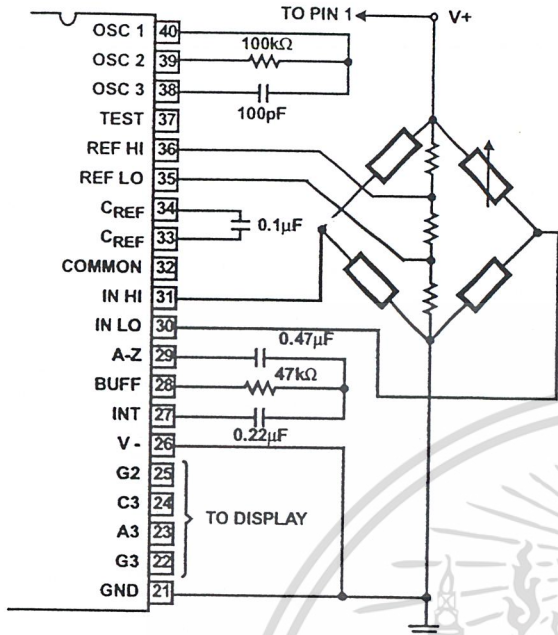 TO PIN 1
V+
OSC 1 40
100kΩ
OSC 2 39
OSC 3 38
100pF
TEST 37
REF HI 36
REF LO 35
CREF 34
0.1µF
CREF 33
COMMON 32
IN HI 31
IN LO 30
0.47µF
A-Z 29
47kΩ
BUFF 28
INT 27
0.22µF
V - 26
G2 25
C3 24
TO DISPLAY
A3 23
G3 22
GND 21